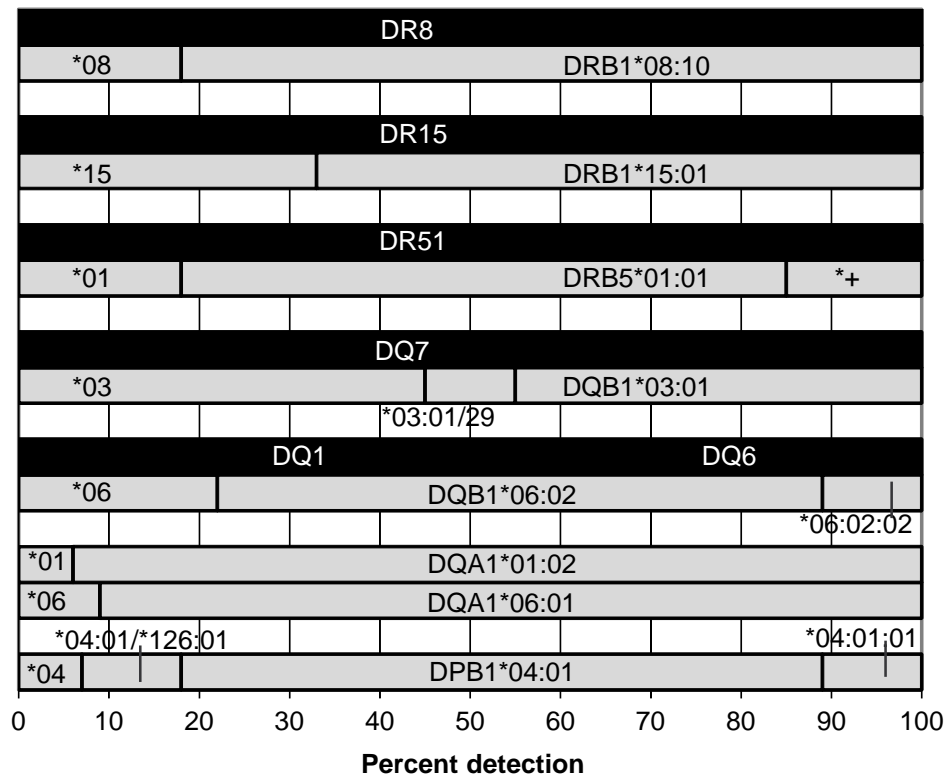 DR8
*08 DRB1*08:10
DR15
*15 DRB1*15:01
DR51
*01 DRB5*01:01 *+
DQ7
*03 DQB1*03:01
*03:01/29
DQ1 DQ6
*06 DQB1*06:02
*06:02:02
*01 DQA1*01:02
*06 DQA1*06:01
*04:01/*126:01 *04:01:01
*04 DPB1*04:01
0 10 20 30 40 50 60 70 80 90 100
Percent detection